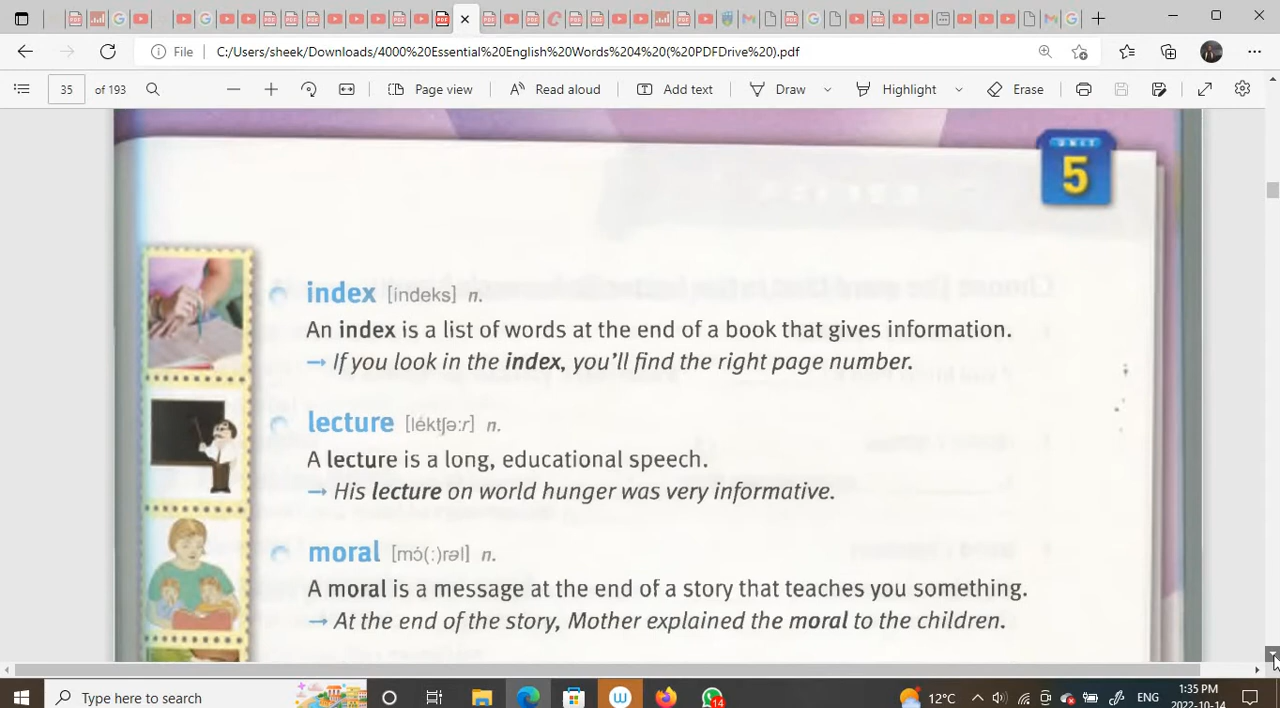 File
C:/Users/sheek/Downloads/4000%20Essential%20English%20Words%204%20(%20PDFDrive%20).pdf
35 of 193
Page view
Read aloud
Add text
Draw
Highlight
Erase
UNIT
5
index [indeks] n.
An index is a list of words at the end of a book that gives information.
→ If you look in the index, you'll find the right page number.
lecture [léktʃə:r] n.
A lecture is a long, educational speech.
→ His lecture on world hunger was very informative.
moral [mɔ́(:)rəl] n.
A moral is a message at the end of a story that teaches you something.
→ At the end of the story, Mother explained the moral to the children.
Type here to search
14
12°C
ENG
1:35 PM
2022-10-14